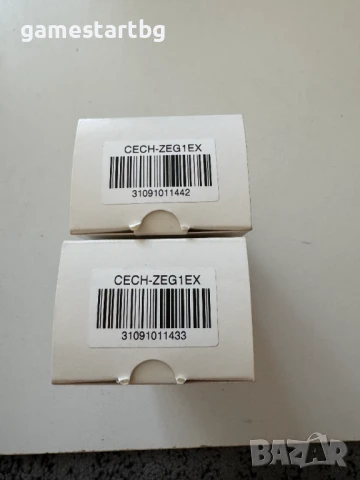 gamestartbg
CECH-ZEG1EX
31091011442
CECH-ZEG1EX
31091011433
BAZAR